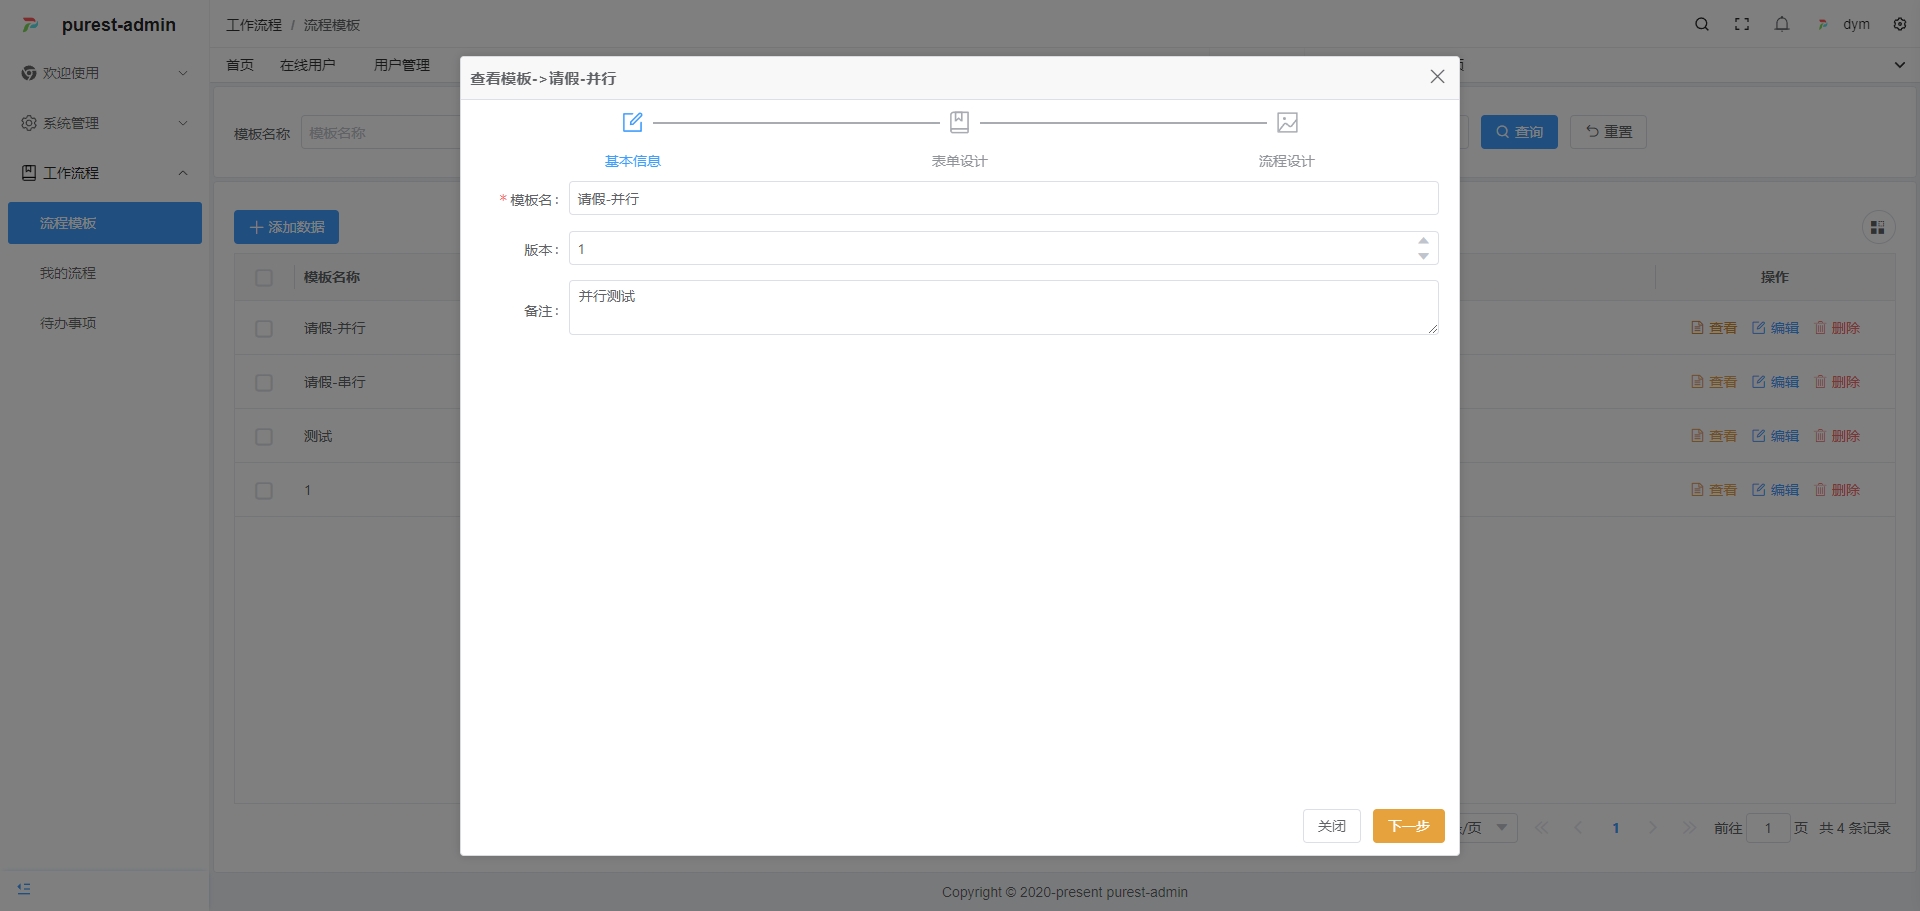 purest-admin
工作流程 / 流程模板
dym
欢迎使用
首页 在线用户 用户管理
查看模板->请假-并行
系统管理
模板名称 模板名称
查询 重置
基本信息 表单设计 流程设计
工作流程
* 模板名： 请假-并行
流程模板
添加数据
版本： 1
我的流程
模板名称 操作
备注： 并行测试
待办事项
请假-并行 查看 编辑 删除
请假-串行 查看 编辑 删除
测试 查看 编辑 删除
1 查看 编辑 删除
关闭 下一步
/页 1 前往 1 页 共 4 条记录
Copyright © 2020-present purest-admin